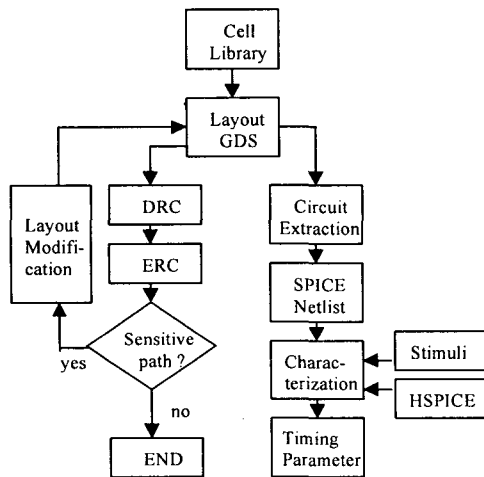 Cell
Library
Layout
GDS
DRC
ERC
Sensitive
path ?
yes
no
END
Layout
Modifi-
cation
Circuit
Extraction
SPICE
Netlist
Charac-
terization
Stimuli
HSPICE
Timing
Parameter